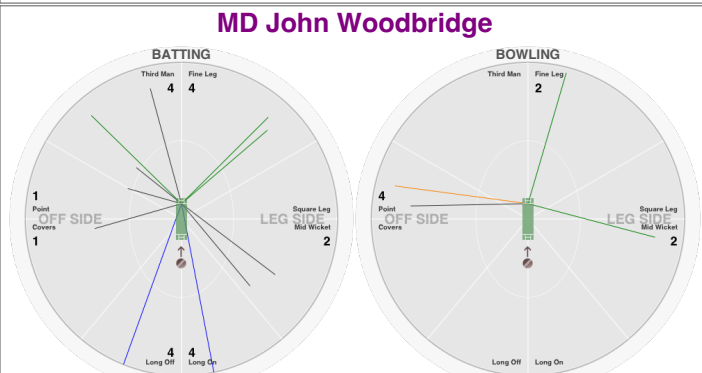 MD John Woodbridge
BATTING
Third Man
Fine Leg
4
4
1
Point
OFF SIDE
Covers
1
Square Leg
LEG SIDE
Mid Wicket
2
4
4
Long Off
Long On
BOWLING
Third Man
Fine Leg
2
4
Point
OFF SIDE
Covers
Square Leg
LEG SIDE
Mid Wicket
2
Long Off
Long On